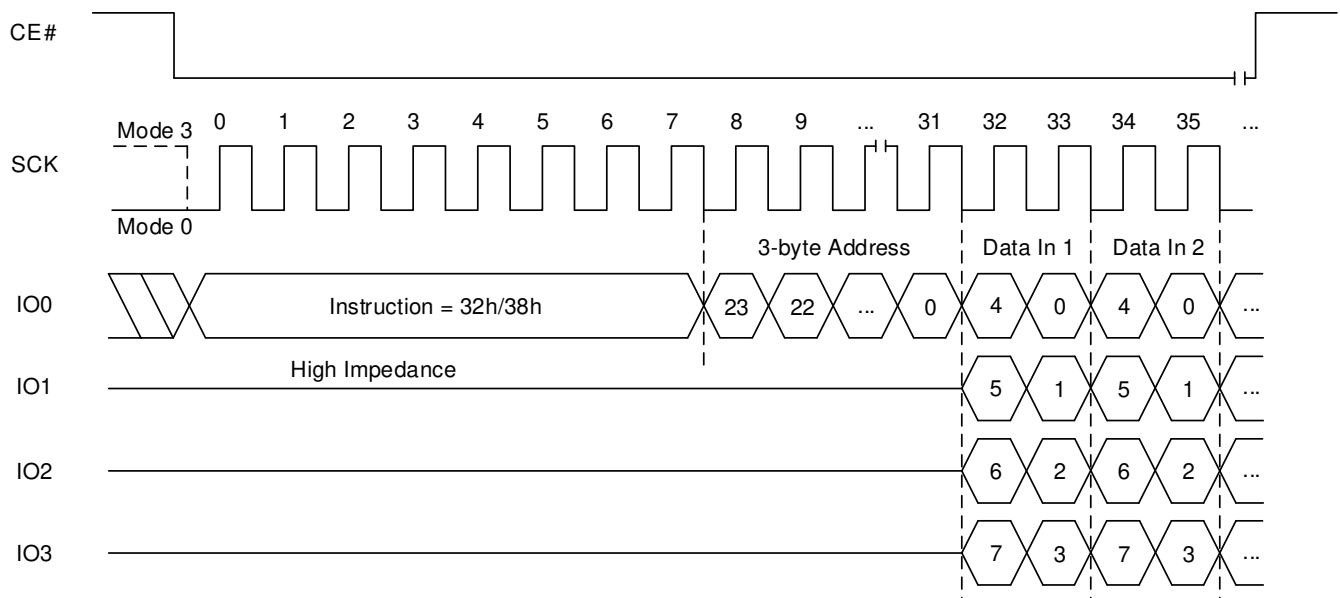 CE#
Mode 3 0 1 2 3 4 5 6 7 8 9 ... 31 32 33 34 35 ...
SCK
Mode 0
3-byte Address Data In 1 Data In 2
IO0 Instruction = 32h/38h 23 22 ... 0 4 0 4 0 ...
High Impedance
IO1 5 1 5 1 ...
IO2 6 2 6 2 ...
IO3 7 3 7 3 ...